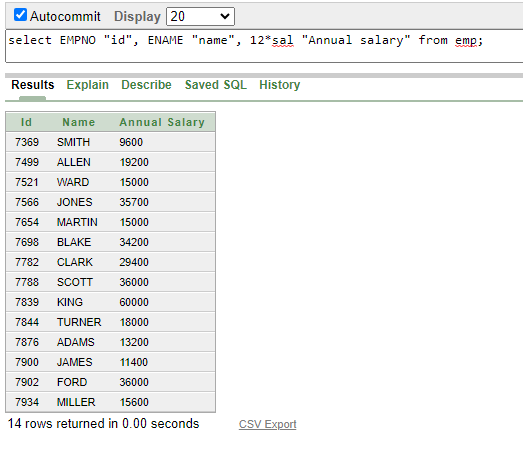 Autocommit Display 20
select EMPNO "id", ENAME "name", 12*sal "Annual salary" from emp;
Results Explain Describe Saved SQL History
Id Name Annual Salary
7369 SMITH 9600
7499 ALLEN 19200
7521 WARD 15000
7566 JONES 35700
7654 MARTIN 15000
7698 BLAKE 34200
7782 CLARK 29400
7788 SCOTT 36000
7839 KING 60000
7844 TURNER 18000
7876 ADAMS 13200
7900 JAMES 11400
7902 FORD 36000
7934 MILLER 15600
14 rows returned in 0.00 seconds CSV Export